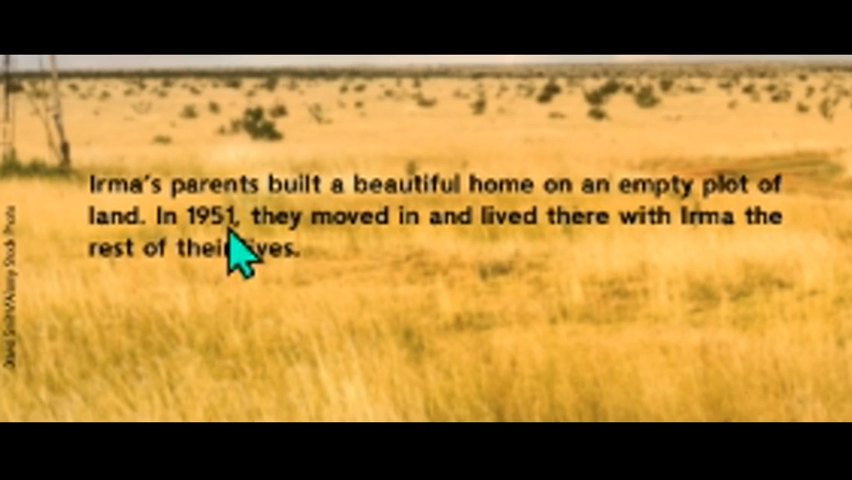 Irma's parents built a beautiful home on an empty plot of
land. In 1951, they moved in and lived there with Irma the
rest of their lives.